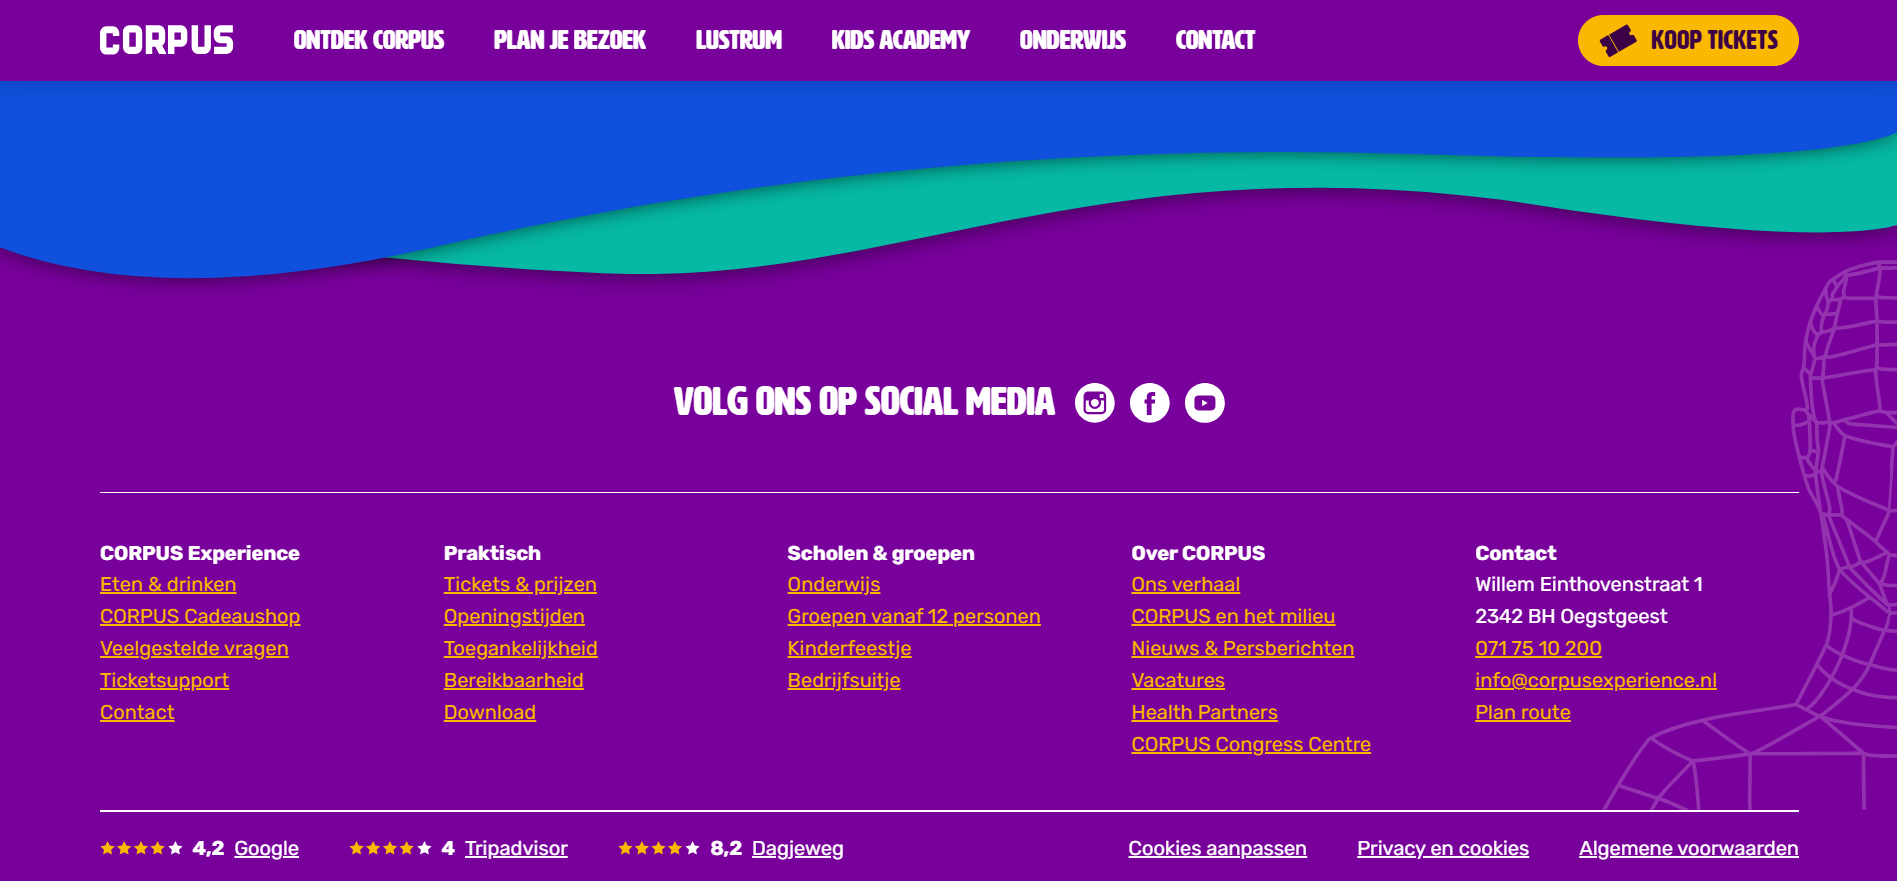 CORPUS
ONTDEK CORPUS
PLAN JE BEZOEK
LUSTRUM
KIDS ACADEMY
ONDERWIJS
CONTACT
KOOP TICKETS
VOLG ONS OP SOCIAL MEDIA
CORPUS Experience
Eten & drinken
CORPUS Cadeaushop
Veelgestelde vragen
Ticketsupport
Contact
Praktisch
Tickets & prijzen
Openingstijden
Toegankelijkheid
Bereikbaarheid
Download
Scholen & groepen
Onderwijs
Groepen vanaf 12 personen
Kinderfeestje
Bedrijfsuitje
Over CORPUS
Ons verhaal
CORPUS en het milieu
Nieuws & Persberichten
Vacatures
Health Partners
CORPUS Congress Centre
Contact
Willem Einthovenstraat 1
2342 BH Oegstgeest
071 75 10 200
info@corpusexperience.nl
Plan route
4,2 Google
4 Tripadvisor
8,2 Dagjeweg
Cookies aanpassen
Privacy en cookies
Algemene voorwaarden